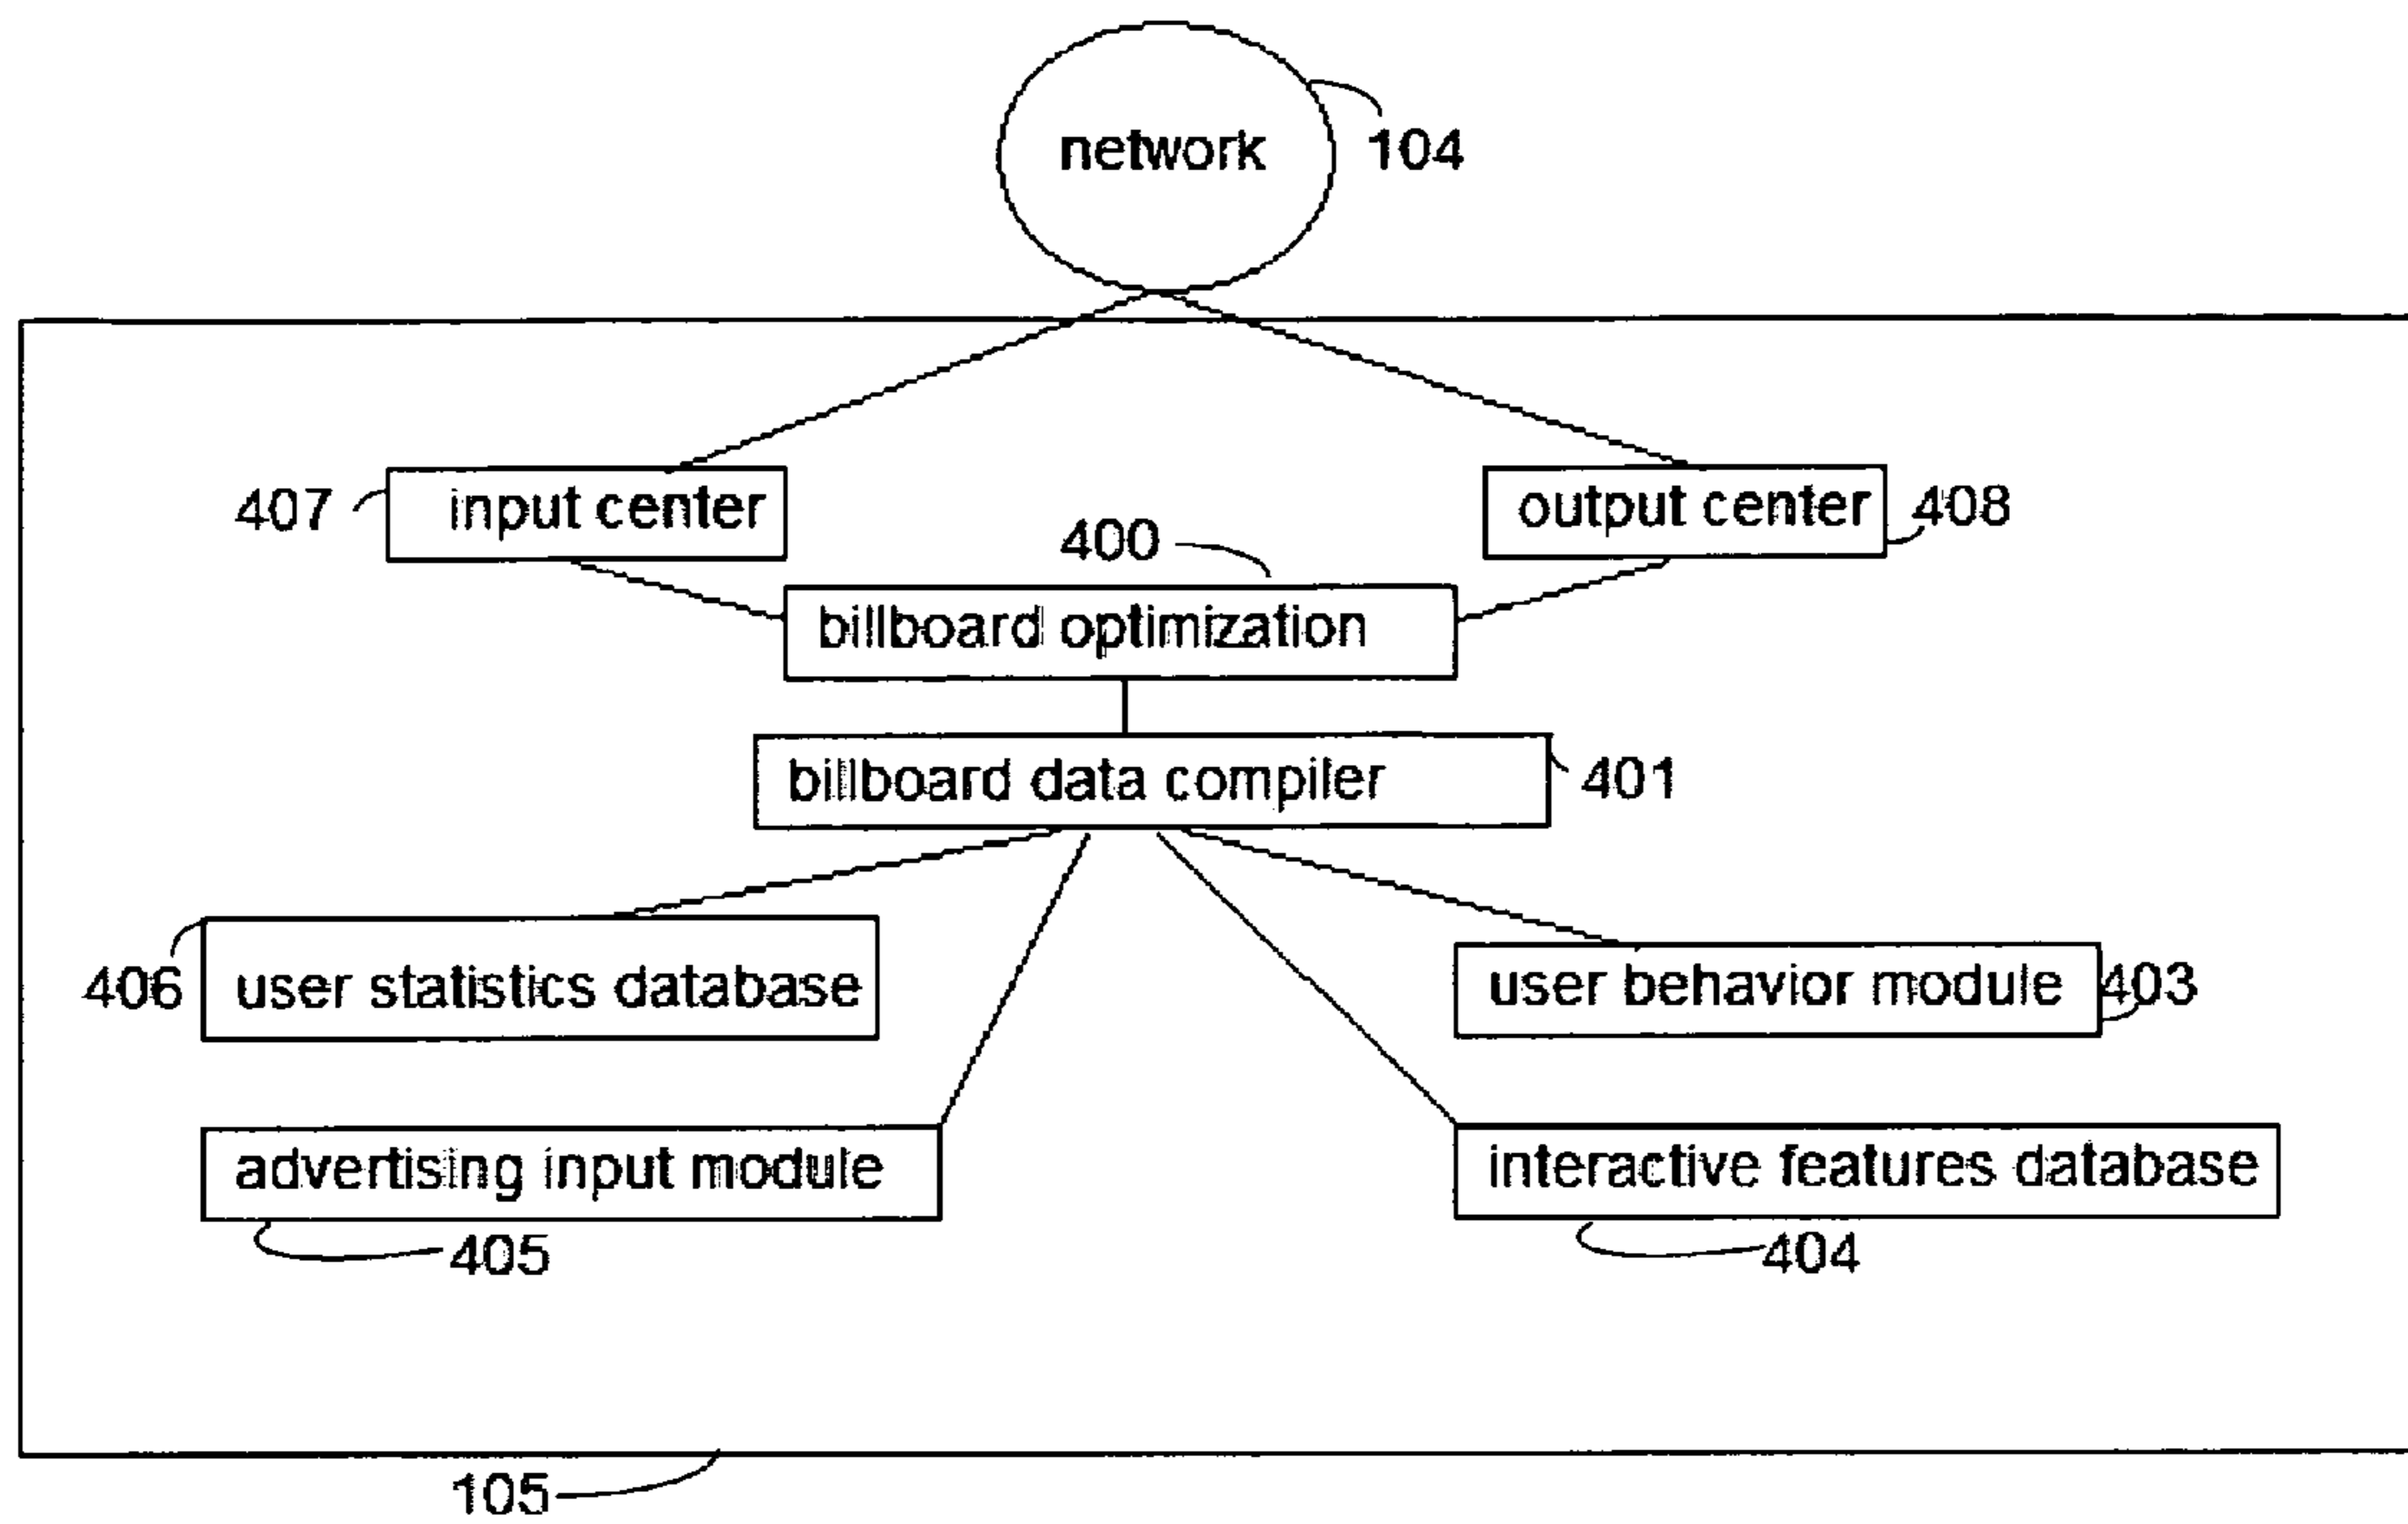 network
104
407
input center
output center
408
400
billboard optimization
billboard data compiler
401
406
user statistics database
user behavior module
403
advertising input module
interactive features database
405
404
105